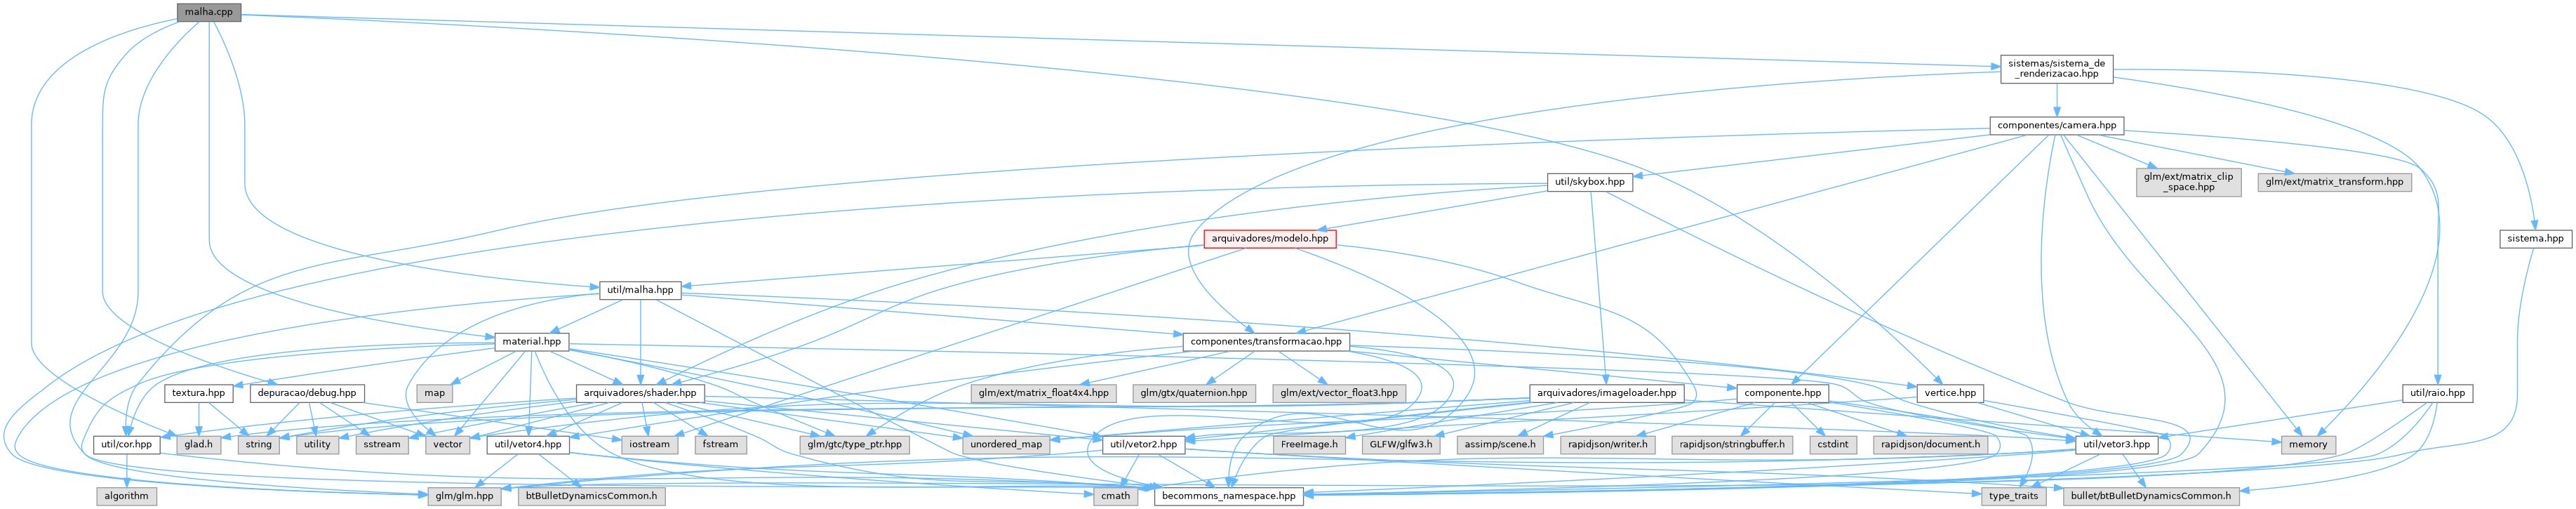 malha.cpp
sistemas/sistema_de
_renderizacao.hpp
componentes/camera.hpp
util/skybox.hpp
glm/ext/matrix_clip
_space.hpp
glm/ext/matrix_transform.hpp
arquivadores/modelo.hpp
sistema.hpp
util/malha.hpp
material.hpp
componentes/transformacao.hpp
textura.hpp
depuracao/debug.hpp
map
arquivadores/shader.hpp
glm/ext/matrix_float4x4.hpp
glm/gtx/quaternion.hpp
glm/ext/vector_float3.hpp
arquivadores/imageloader.hpp
componente.hpp
vertice.hpp
util/raio.hpp
util/cor.hpp
glad.h
string
utility
sstream
vector
util/vetor4.hpp
iostream
fstream
glm/gtc/type_ptr.hpp
unordered_map
util/vetor2.hpp
FreeImage.h
GLFW/glfw3.h
assimp/scene.h
rapidjson/writer.h
rapidjson/stringbuffer.h
cstdint
rapidjson/document.h
util/vetor3.hpp
memory
algorithm
glm/glm.hpp
btBulletDynamicsCommon.h
cmath
becommons_namespace.hpp
type_traits
bullet/btBulletDynamicsCommon.h